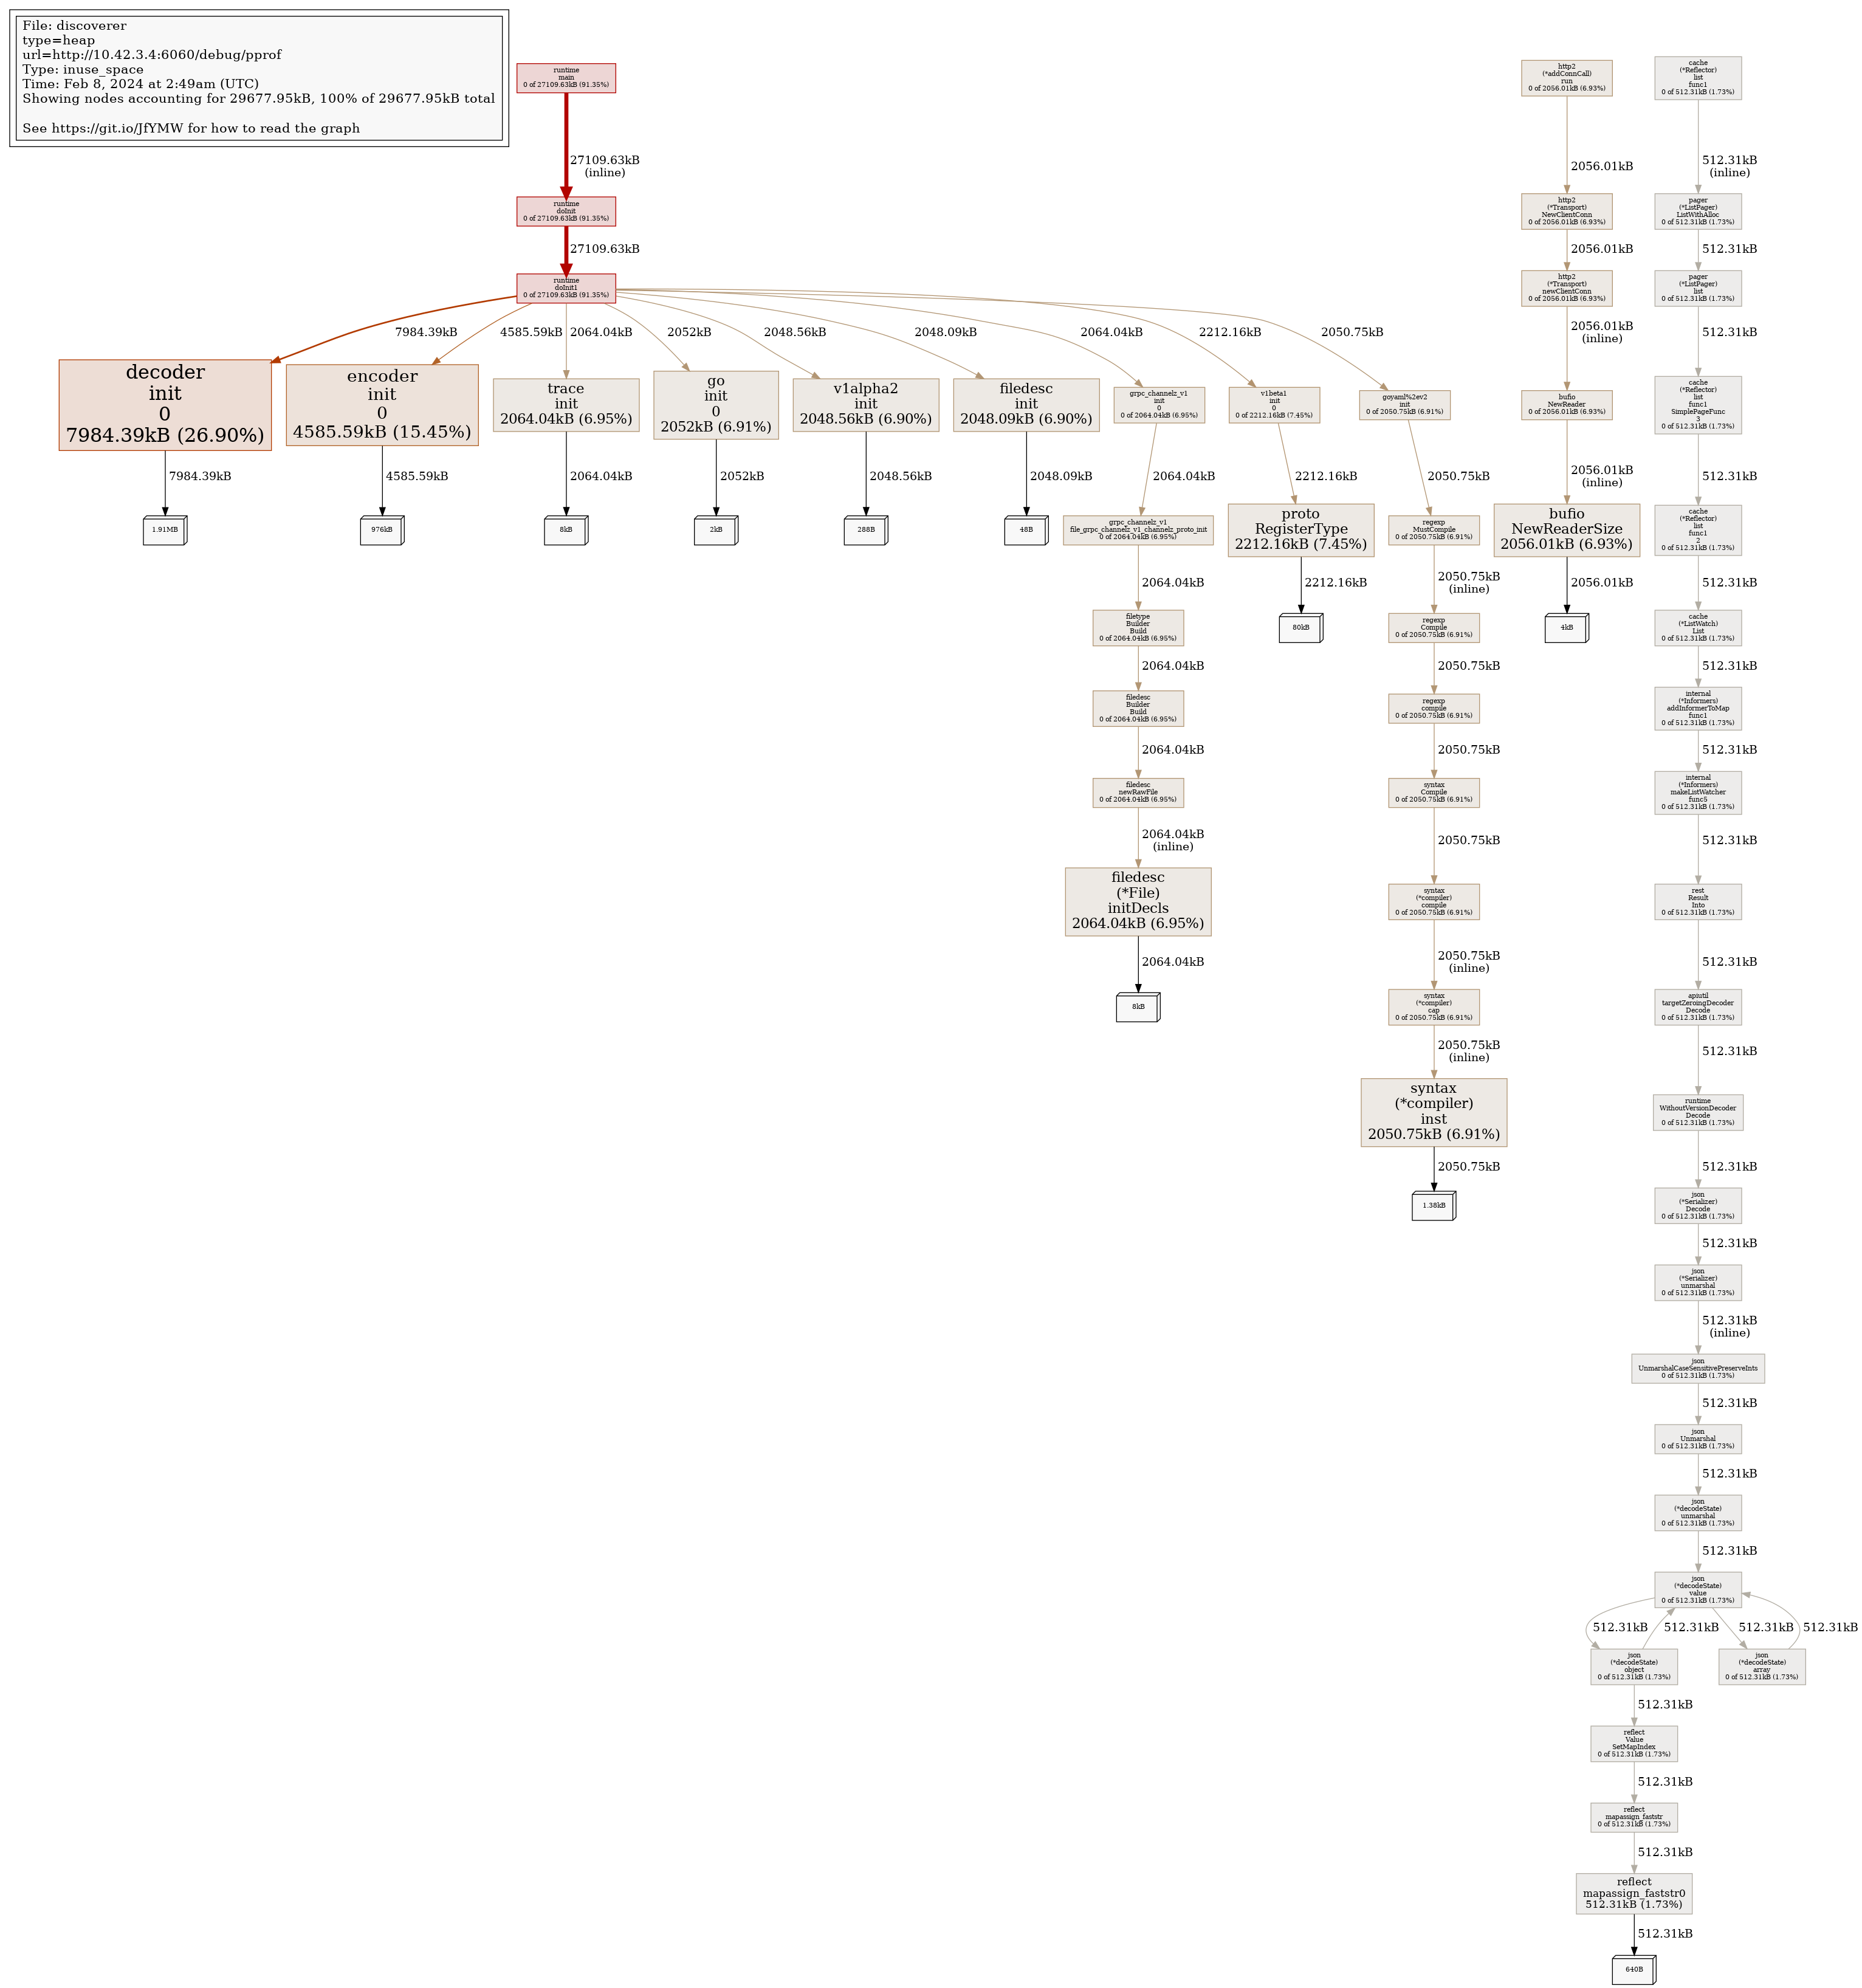 File: discoverer
type=heap
url=http://10.42.3.4:6060/debug/pprof
Type: inuse_space
Time: Feb 8, 2024 at 2:49am (UTC)
Showing nodes accounting for 29677.95kB, 100% of 29677.95kB total
See https://git.io/JfYMW for how to read the graph
runtime
main
0 of 27109.63kB (91.35%)
27109.63kB
(inline)
runtime
doInit
0 of 27109.63kB (91.35%)
27109.63kB
runtime
doInit1
0 of 27109.63kB (91.35%)
7984.39kB
4585.59kB
2064.04kB
2052kB
2048.56kB
2048.09kB
2064.04kB
2212.16kB
2050.75kB
decoder
init
0
7984.39kB (26.90%)
7984.39kB
1.91MB
encoder
init
0
4585.59kB (15.45%)
4585.59kB
976kB
trace
init
2064.04kB (6.95%)
2064.04kB
8kB
go
init
0
2052kB (6.91%)
2052kB
2kB
v1alpha2
init
2048.56kB (6.90%)
2048.56kB
288B
filedesc
init
2048.09kB (6.90%)
2048.09kB
48B
grpc_channelz_v1
init
0
0 of 2064.04kB (6.95%)
2064.04kB
grpc_channelz_v1
file_grpc_channelz_v1_channelz_proto_init
0 of 2064.04kB (6.95%)
2064.04kB
filetype
Builder
Build
0 of 2064.04kB (6.95%)
2064.04kB
filedesc
Builder
Build
0 of 2064.04kB (6.95%)
2064.04kB
filedesc
newRawFile
0 of 2064.04kB (6.95%)
2064.04kB
(inline)
filedesc
(*File)
initDecls
2064.04kB (6.95%)
2064.04kB
8kB
v1beta1
init
0
0 of 2212.16kB (7.45%)
2212.16kB
proto
RegisterType
2212.16kB (7.45%)
2212.16kB
80kB
goyaml%2ev2
init
0 of 2050.75kB (6.91%)
2050.75kB
regexp
MustCompile
0 of 2050.75kB (6.91%)
2050.75kB
(inline)
regexp
Compile
0 of 2050.75kB (6.91%)
2050.75kB
regexp
compile
0 of 2050.75kB (6.91%)
2050.75kB
syntax
Compile
0 of 2050.75kB (6.91%)
2050.75kB
syntax
(*compiler)
compile
0 of 2050.75kB (6.91%)
2050.75kB
(inline)
syntax
(*compiler)
cap
0 of 2050.75kB (6.91%)
2050.75kB
(inline)
syntax
(*compiler)
inst
2050.75kB (6.91%)
2050.75kB
1.38kB
http2
(*addConnCall)
run
0 of 2056.01kB (6.93%)
2056.01kB
http2
(*Transport)
NewClientConn
0 of 2056.01kB (6.93%)
2056.01kB
http2
(*Transport)
newClientConn
0 of 2056.01kB (6.93%)
2056.01kB
(inline)
bufio
NewReader
0 of 2056.01kB (6.93%)
2056.01kB
(inline)
bufio
NewReaderSize
2056.01kB (6.93%)
2056.01kB
4kB
cache
(*Reflector)
list
func1
0 of 512.31kB (1.73%)
512.31kB
(inline)
pager
(*ListPager)
ListWithAlloc
0 of 512.31kB (1.73%)
512.31kB
pager
(*ListPager)
list
0 of 512.31kB (1.73%)
512.31kB
cache
(*Reflector)
list
func1
SimplePageFunc
3
0 of 512.31kB (1.73%)
512.31kB
cache
(*Reflector)
list
func1
2
0 of 512.31kB (1.73%)
512.31kB
cache
(*ListWatch)
List
0 of 512.31kB (1.73%)
512.31kB
internal
(*Informers)
addInformerToMap
func1
0 of 512.31kB (1.73%)
512.31kB
internal
(*Informers)
makeListWatcher
func5
0 of 512.31kB (1.73%)
512.31kB
rest
Result
Into
0 of 512.31kB (1.73%)
512.31kB
apiutil
targetZeroingDecoder
Decode
0 of 512.31kB (1.73%)
512.31kB
runtime
WithoutVersionDecoder
Decode
0 of 512.31kB (1.73%)
512.31kB
json
(*Serializer)
Decode
0 of 512.31kB (1.73%)
512.31kB
json
(*Serializer)
unmarshal
0 of 512.31kB (1.73%)
512.31kB
(inline)
json
UnmarshalCaseSensitivePreserveInts
0 of 512.31kB (1.73%)
512.31kB
json
Unmarshal
0 of 512.31kB (1.73%)
512.31kB
json
(*decodeState)
unmarshal
0 of 512.31kB (1.73%)
512.31kB
json
(*decodeState)
value
0 of 512.31kB (1.73%)
512.31kB
512.31kB
512.31kB
512.31kB
json
(*decodeState)
object
0 of 512.31kB (1.73%)
json
(*decodeState)
array
0 of 512.31kB (1.73%)
512.31kB
reflect
Value
SetMapIndex
0 of 512.31kB (1.73%)
512.31kB
reflect
mapassign_faststr
0 of 512.31kB (1.73%)
512.31kB
reflect
mapassign_faststr0
512.31kB (1.73%)
512.31kB
640B